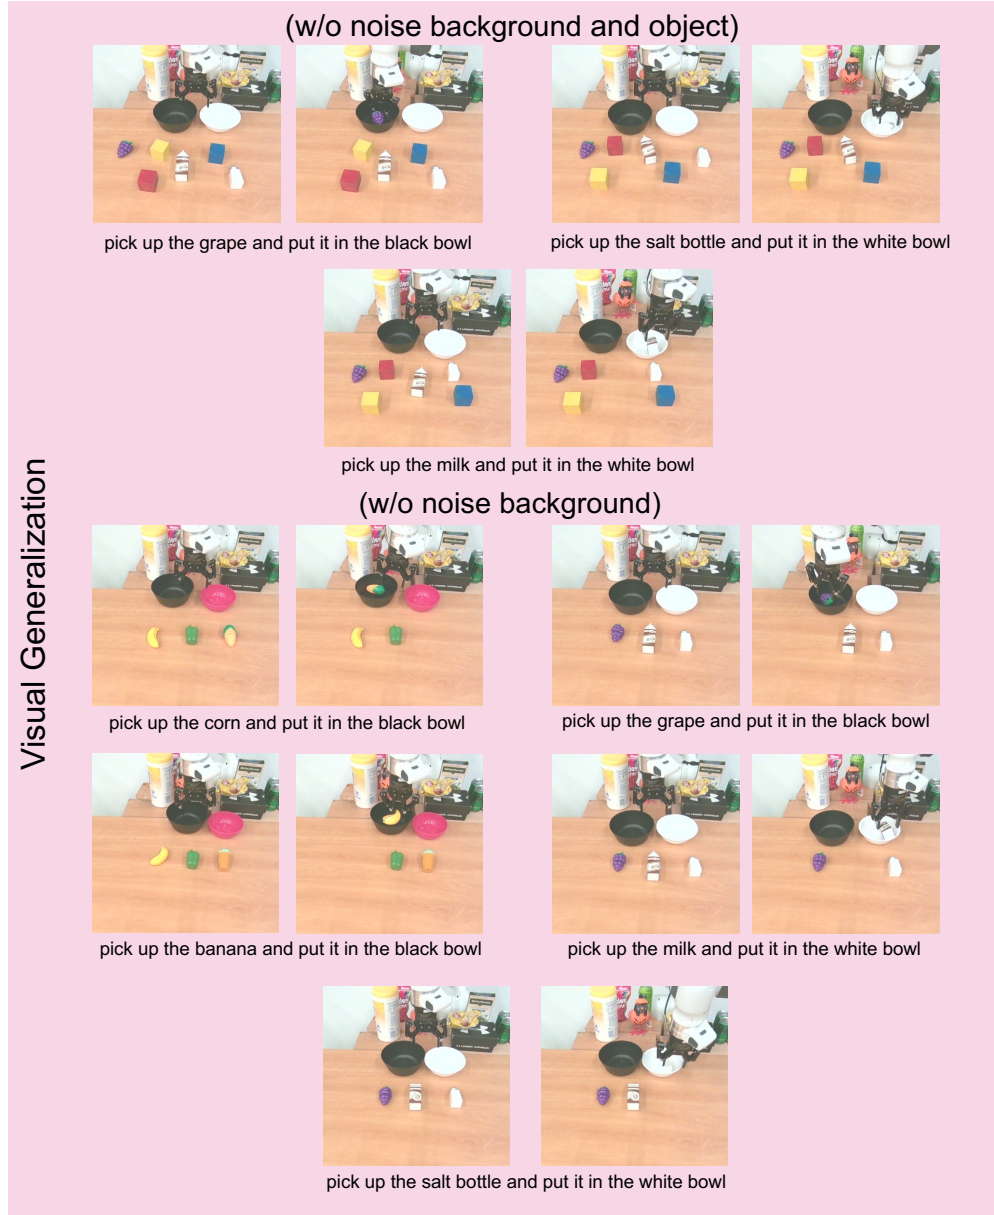 (w/o noise background and object)
pick up the grape and put it in the black bowl
pick up the salt bottle and put it in the white bowl
pick up the milk and put it in the white bowl
Visual Generalization
(w/o noise background)
pick up the corn and put it in the black bowl
pick up the grape and put it in the black bowl
pick up the banana and put it in the black bowl
pick up the milk and put it in the white bowl
pick up the salt bottle and put it in the white bowl